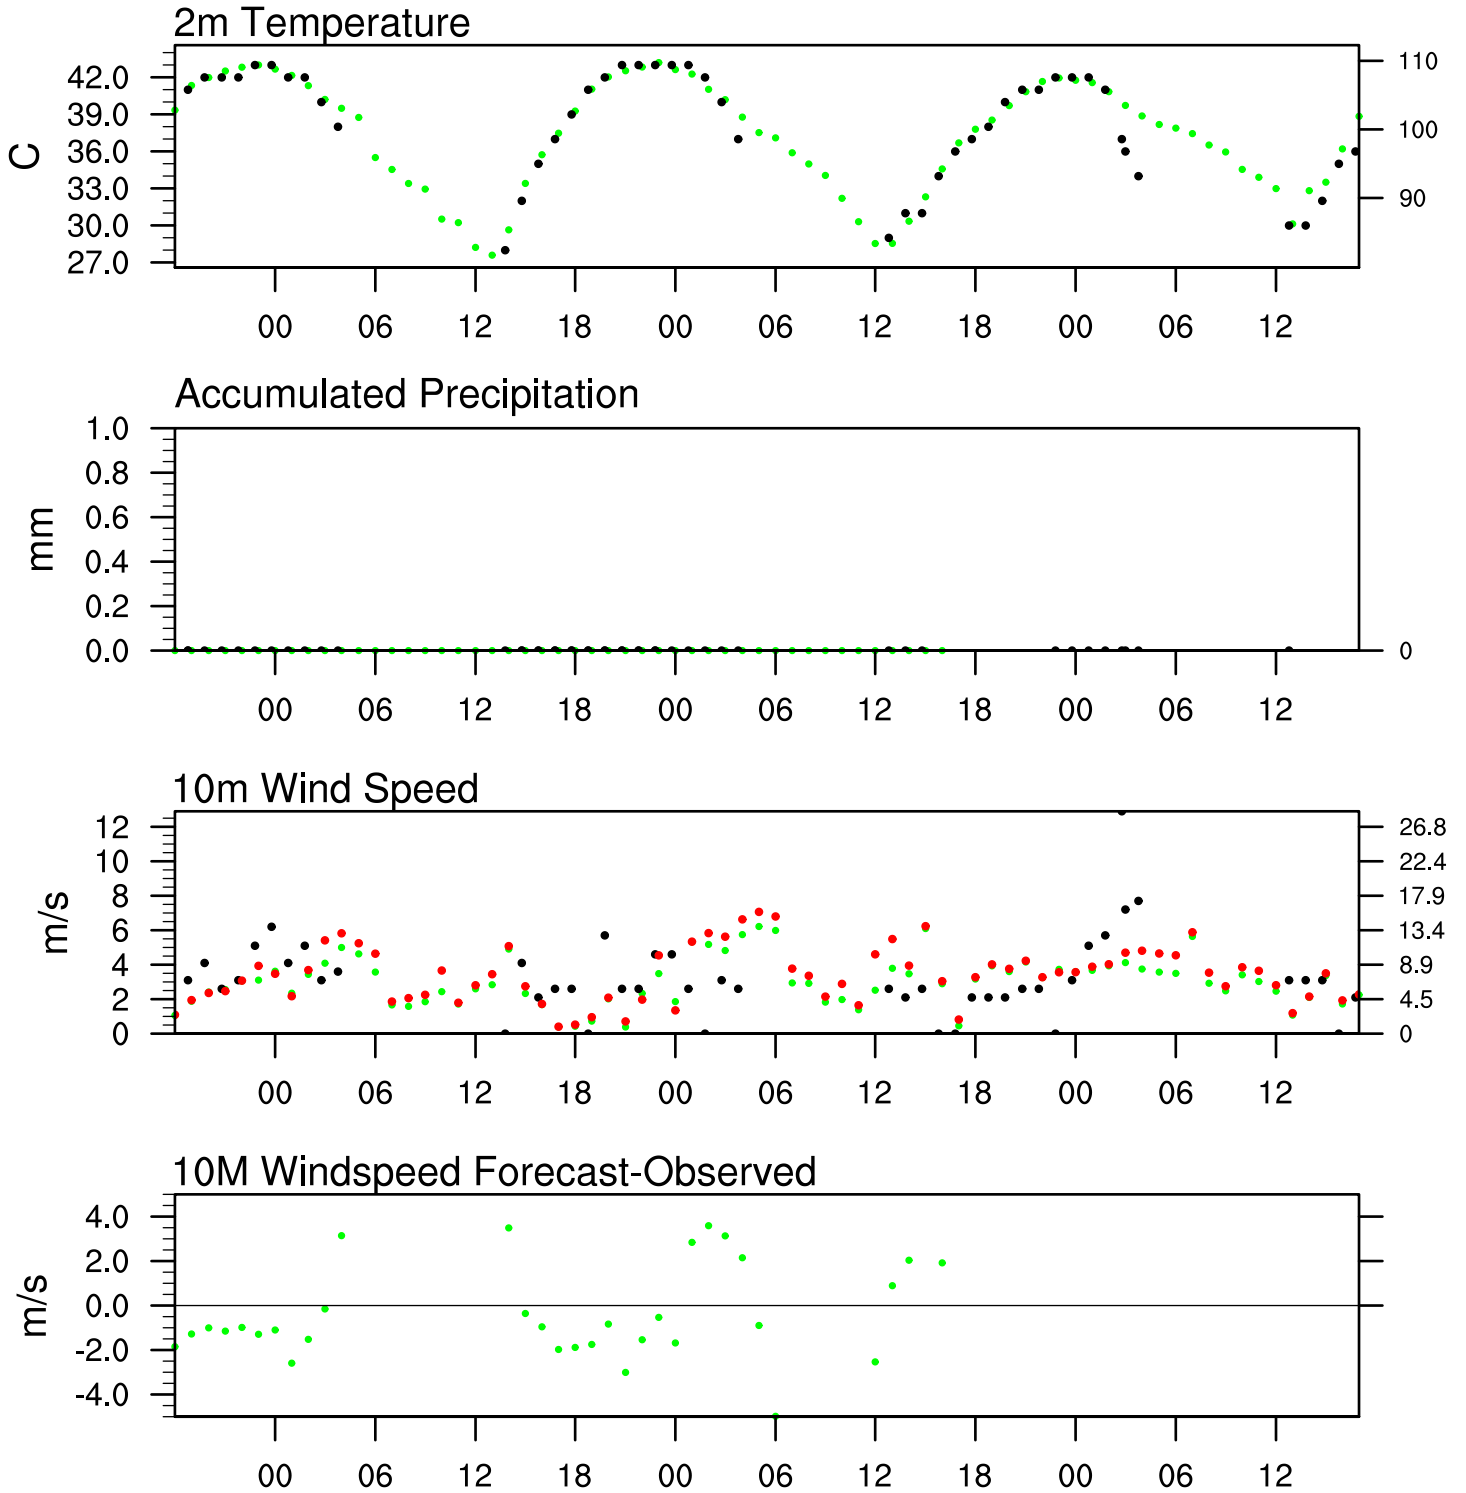 2m Temperature
C
42.0
39.0
36.0
33.0
30.0
27.0
110
100
90
00 06 12 18 00 06 12 18 00 06 12
Accumulated Precipitation
mm
1.0
0.8
0.6
0.4
0.2
0.0
0
00 06 12 18 00 06 12 18 00 06 12
10m Wind Speed
m/s
12
10
8
6
4
2
0
26.8
22.4
17.9
13.4
8.9
4.5
0
00 06 12 18 00 06 12 18 00 06 12
10M Windspeed Forecast-Observed
m/s
4.0
2.0
0.0
-2.0
-4.0
00 06 12 18 00 06 12 18 00 06 12